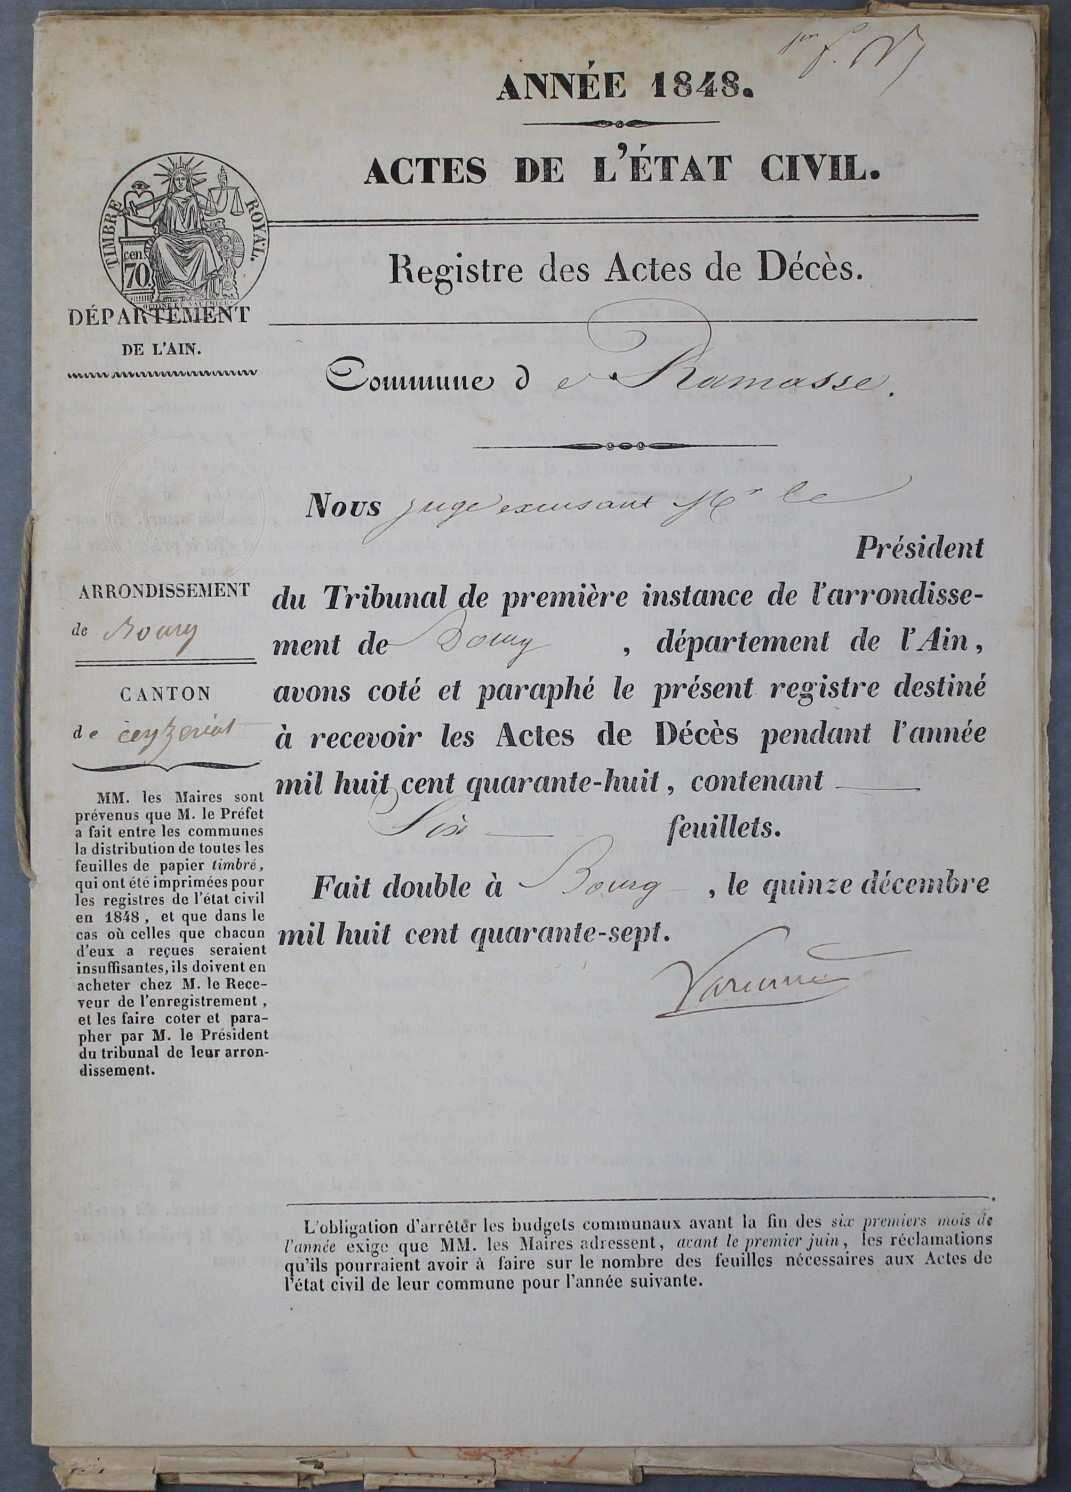 ANNÉE 1848.
ACTES DE L'ÉTAT CIVIL.
TIMBRE ROYAL.
cen
70
Registre des Actes de Décès.
DÉPARTEMENT
DE L'AIN.
Commune de Ramasse.
Nous juge excusant Mr le
Président
du Tribunal de première instance de l'arrondisse-
ment de Bourg, département de l'Ain,
avons coté et paraphé le présent registre destiné
à recevoir les Actes de Décès pendant l'année
mil huit cent quarante-huit, contenant
Six feuillets.
Fait double à Bourg, le quinze décembre
mil huit cent quarante-sept.
ARRONDISSEMENT
de Bourg
CANTON
de Ceyzériat
MM. les Maires sont
prévenus que M. le Préfet
a fait entre les communes
la distribution de toutes les
feuilles de papier timbré,
qui ont été imprimées pour
les registres de l'état civil
en 1848, et que dans le
cas où celles que chacun
d'eux a reçues seraient
insuffisantes, ils doivent en
acheter chez M. le Rece-
veur de l'enregistrement,
et les faire coter et para-
pher par M. le Président
du tribunal de leur arron-
dissement.
L'obligation d'arrêter les budgets communaux avant la fin des six premiers mois de
l'année exige que MM. les Maires adressent, avant le premier juin, les réclamations
qu'ils pourraient avoir à faire sur le nombre des feuilles nécessaires aux Actes de
l'état civil de leur commune pour l'année suivante.